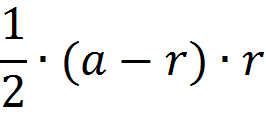 1/2 · (a − r) · r